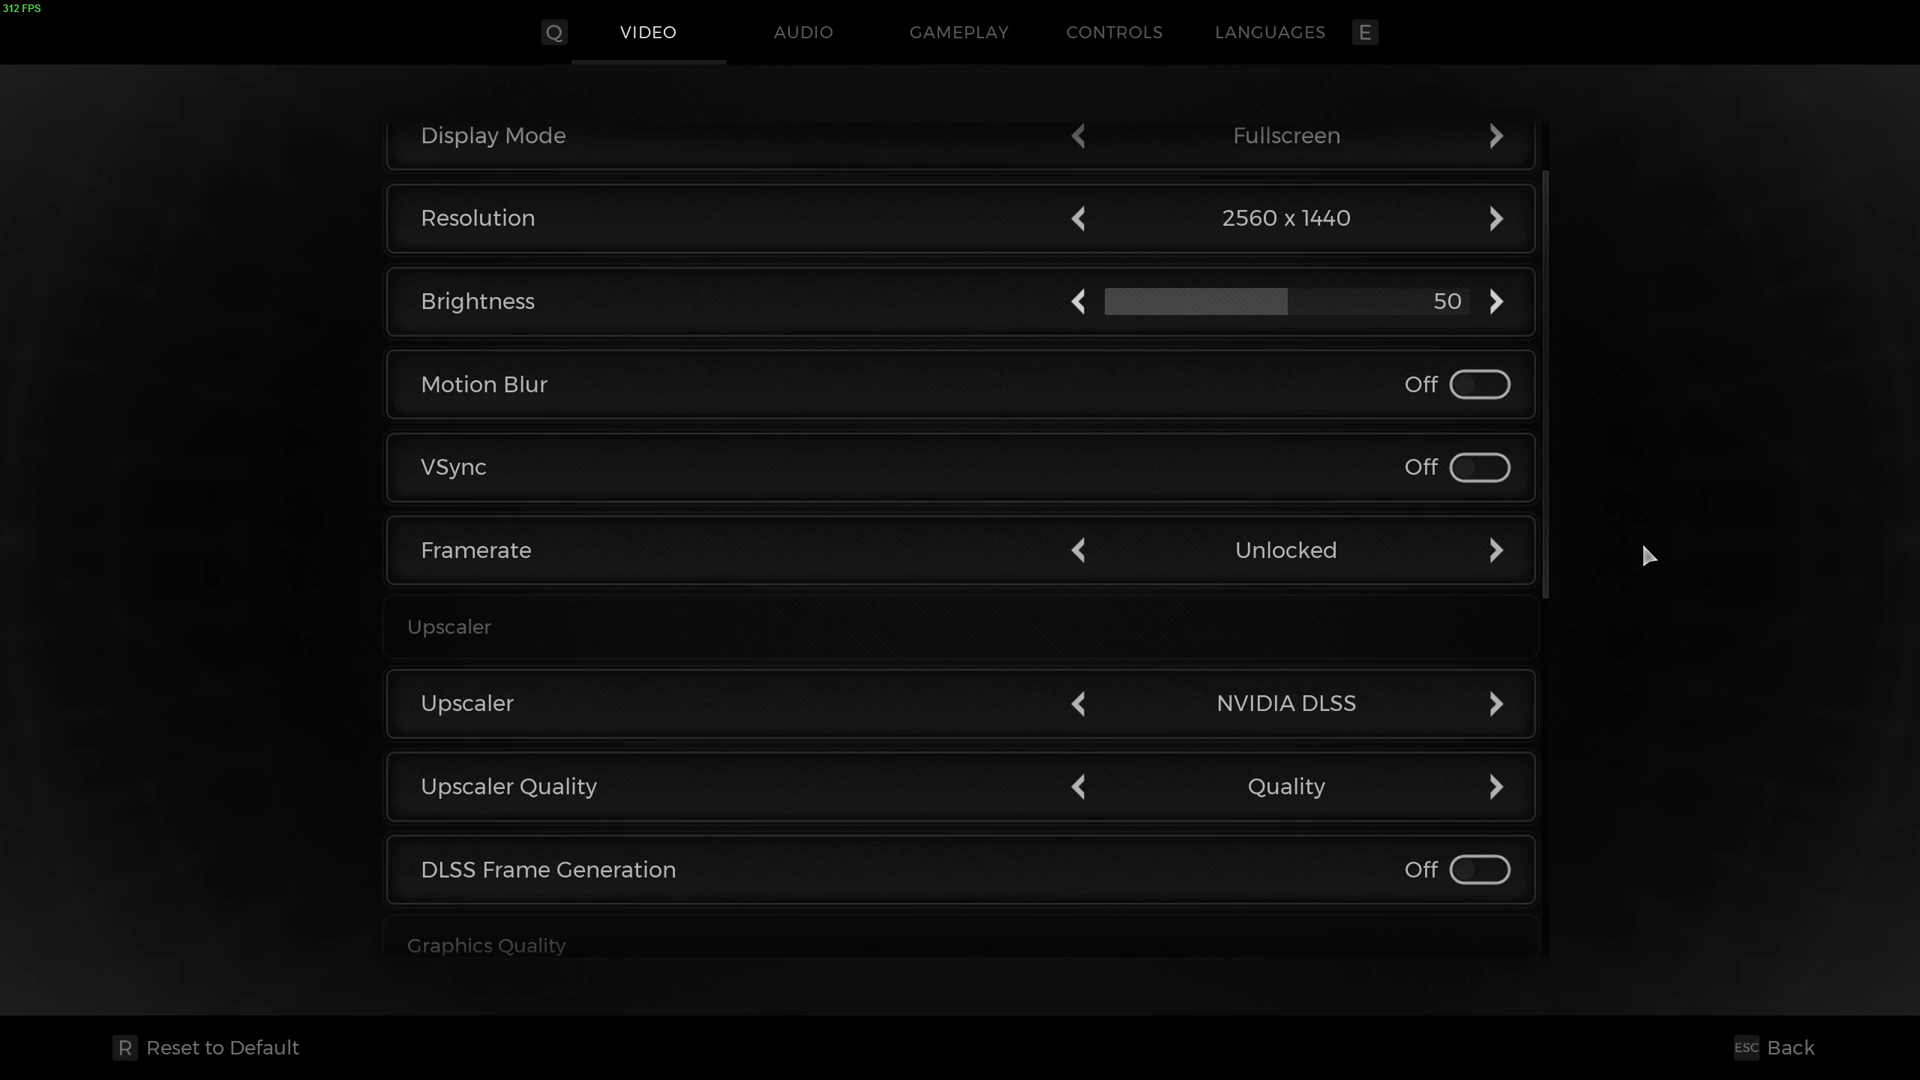 312 FPS
Q VIDEO AUDIO GAMEPLAY CONTROLS LANGUAGES E
Display Mode Fullscreen
Resolution 2560 x 1440
Brightness 50
Motion Blur Off
VSync Off
Framerate Unlocked
Upscaler
Upscaler NVIDIA DLSS
Upscaler Quality Quality
DLSS Frame Generation Off
Graphics Quality
R Reset to Default ESC Back